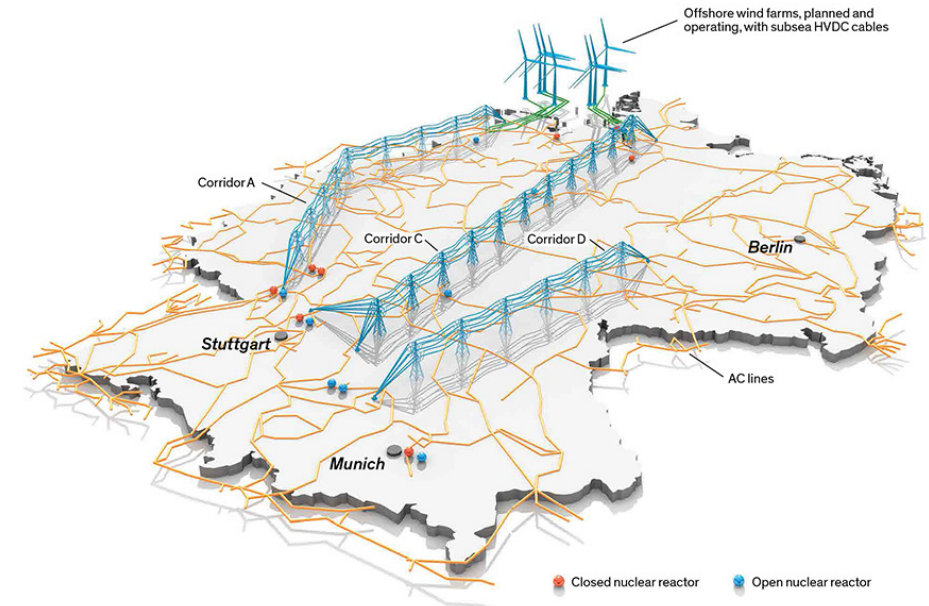 Offshore wind farms, planned and
operating, with subsea HVDC cables
Corridor A
Corridor C
Corridor D
Berlin
Stuttgart
AC lines
Munich
Closed nuclear reactor
Open nuclear reactor